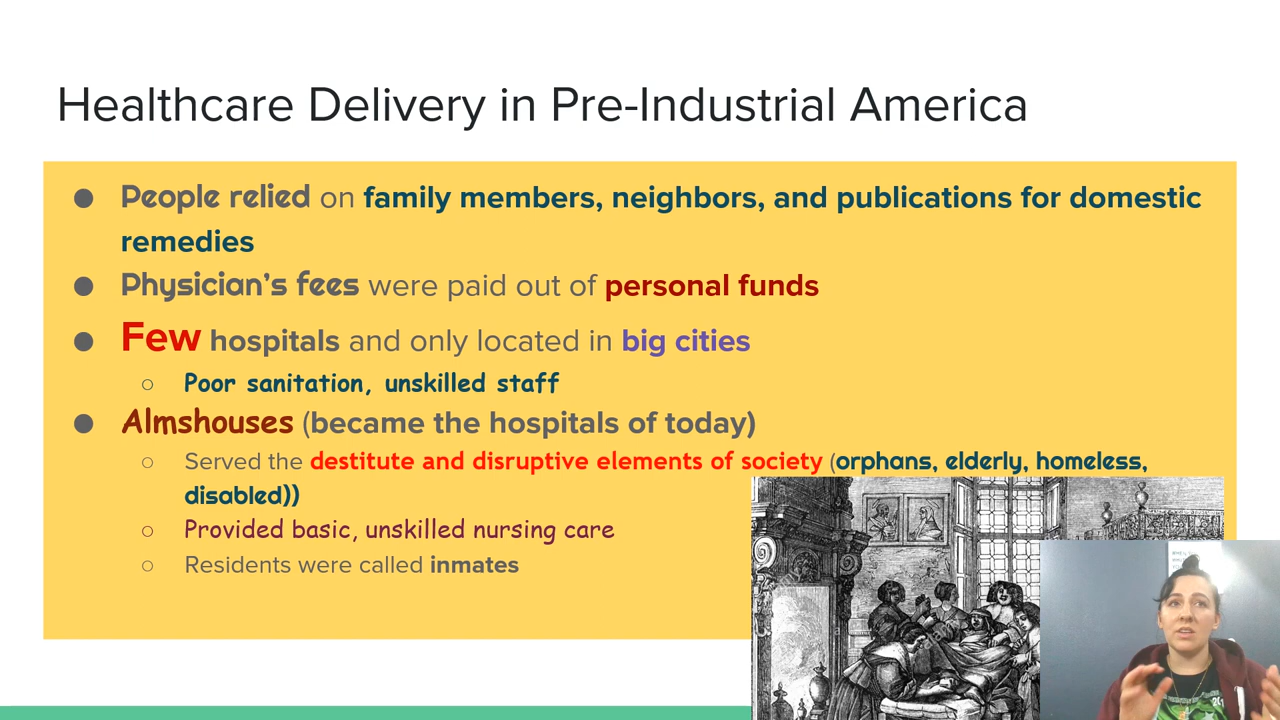 Healthcare Delivery in Pre-Industrial America
● People relied on family members, neighbors, and publications for domestic
remedies
● Physician's fees were paid out of personal funds
● Few hospitals and only located in big cities
○ Poor sanitation, unskilled staff
● Almshouses (became the hospitals of today)
○ Served the destitute and disruptive elements of society (orphans, elderly, homeless,
disabled))
○ Provided basic, unskilled nursing care
○ Residents were called inmates